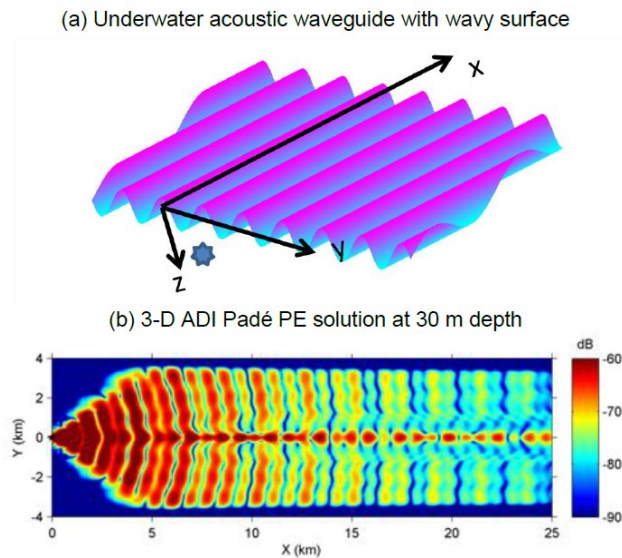 (a) Underwater acoustic waveguide with wavy surface
X
y
Z
(b) 3-D ADI Padé PE solution at 30 m depth
dB
4
2
0
-2
-4
Y (km)
0
5
10
15
20
25
X (km)
-60
-70
-80
-90